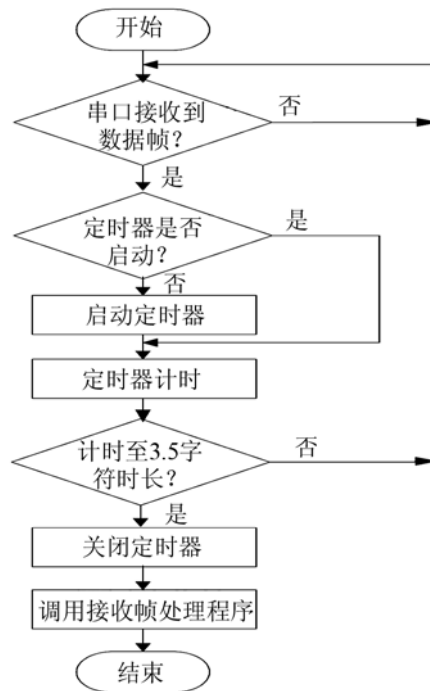 开始
串口接收到
数据帧？
否
是
定时器是否
启动？
是
否
启动定时器
定时器计时
计时至3.5字
符时长？
否
是
关闭定时器
调用接收帧处理程序
结束